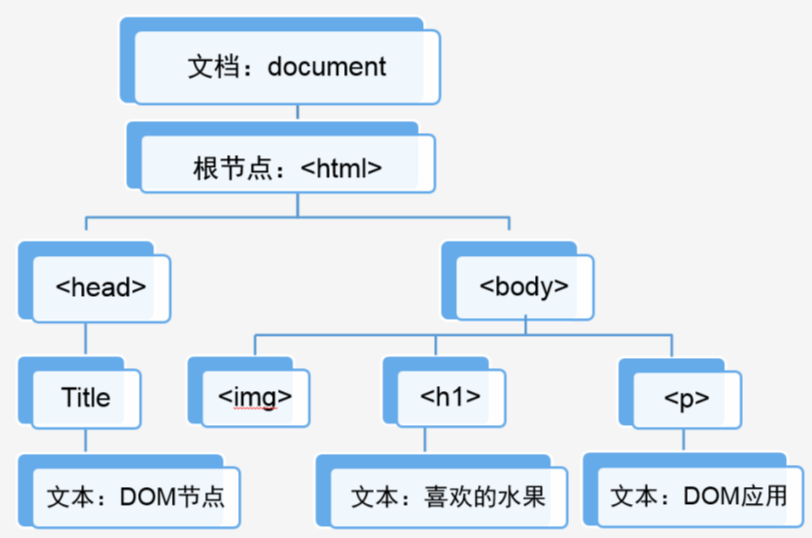 文档：document
根节点：<html>
<head>
<body>
Title
<img>
<h1>
<p>
文本：DOM节点
文本：喜欢的水果
文本：DOM应用